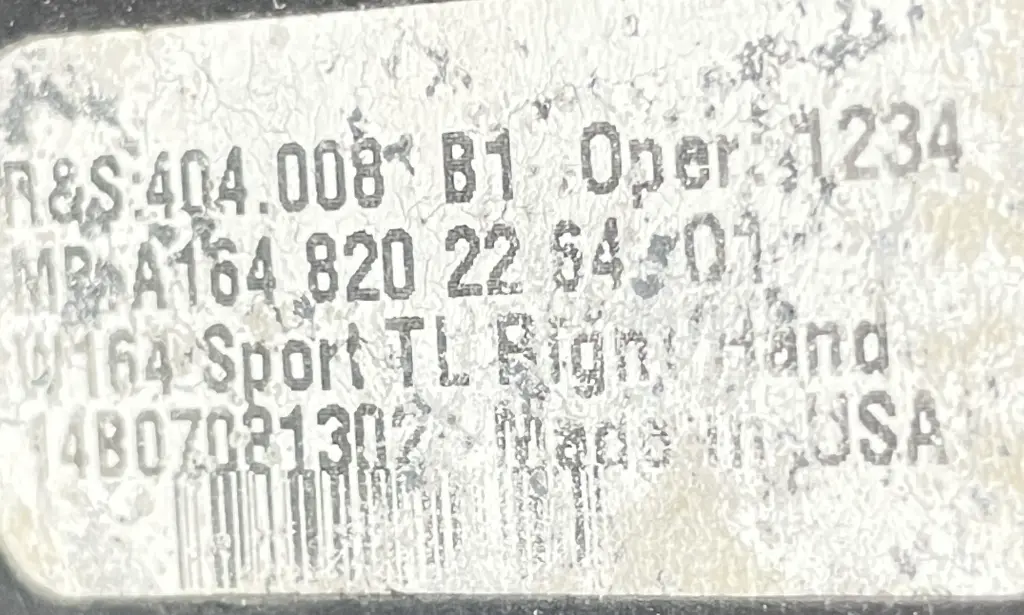 R&S:404.008 B1 Oper.:1234
MB: A164 820 22 64 Q1
W164 Sport TL Right Hand
14B07021302 Made in USA